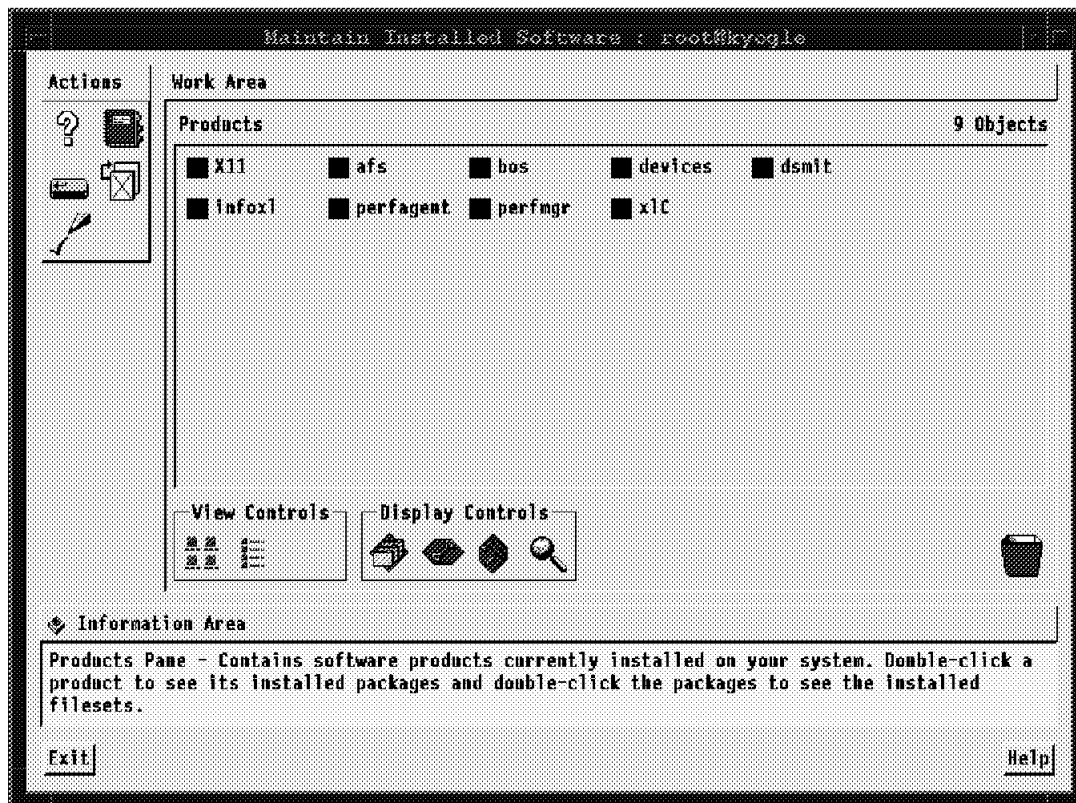 Maintain Installed Software : root@kyogle
Actions
Work Area
Products 9 Objects
X11 afs bos devices dsmit
infoxl perfagent perfmgr xlC
View Controls Display Controls
Information Area
Products Pane - Contains software products currently installed on your system. Double-click a
product to see its installed packages and double-click the packages to see the installed
filesets.
Exit Help